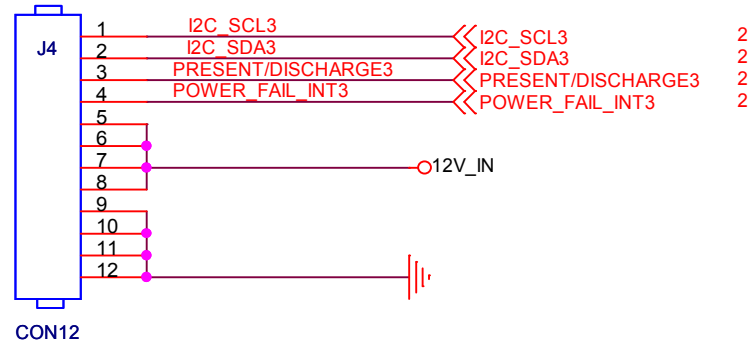 J4
1 I2C_SCL3 I2C_SCL3 2
2 I2C_SDA3 I2C_SDA3 2
3 PRESENT/DISCHARGE3 PRESENT/DISCHARGE3 2
4 POWER_FAIL_INT3 POWER_FAIL_INT3 2
5
6
7 12V_IN
8
9
10
11
12
CON12